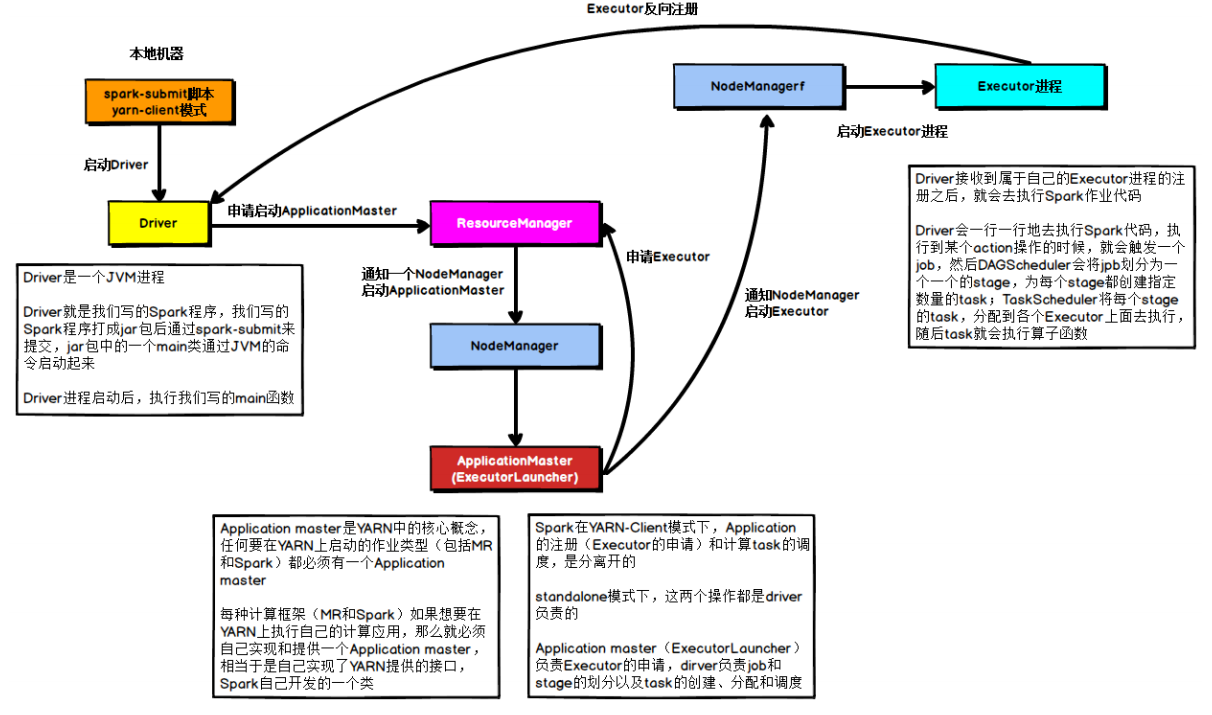 Executor反向注册
本地机器
spark-submit脚本
yarn-client模式
NodeManagerf
Executor进程
启动Executor进程
启动Driver
Driver
申请启动ApplicationMaster
ResourceManager
申请Executor
通知一个NodeManager
启动ApplicationMaster
通知NodeManager
启动Executor
NodeManager
ApplicationMaster
(ExecutorLauncher)
Driver接收到属于自己的Executor进程的注
册之后，就会去执行Spark作业代码
Driver会一行一行地去执行Spark代码，执
行到某个action操作的时候，就会触发一个
job，然后DAGScheduler会将jpb划分为一
个一个的stage，为每个stage都创建指定
数量的task；TaskScheduler将每个stage
的task，分配到各个Executor上面去执行，
随后task就会执行算子函数
Driver是一个JVM进程
Driver就是我们写的Spark程序，我们写的
Spark程序打成jar包后通过spark-submit来
提交，jar包中的一个main类通过JVM的命
令启动起来
Driver进程启动后，执行我们写的main函数
Application master是YARN中的核心概念，
任何要在YARN上启动的作业类型（包括MR
和Spark）都必须有一个Application
master
每种计算框架（MR和Spark）如果想要在
YARN上执行自己的计算应用，那么就必须
自己实现和提供一个Application master，
相当于是自己实现了YARN提供的接口，
Spark自己开发的一个类
Spark在YARN-Client模式下，Application
的注册（Executor的申请）和计算task的调
度，是分离开的
standalone模式下，这两个操作都是driver
负责的
Application master（ExecutorLauncher）
负责Executor的申请，dirver负责job和
stage的划分以及task的创建、分配和调度